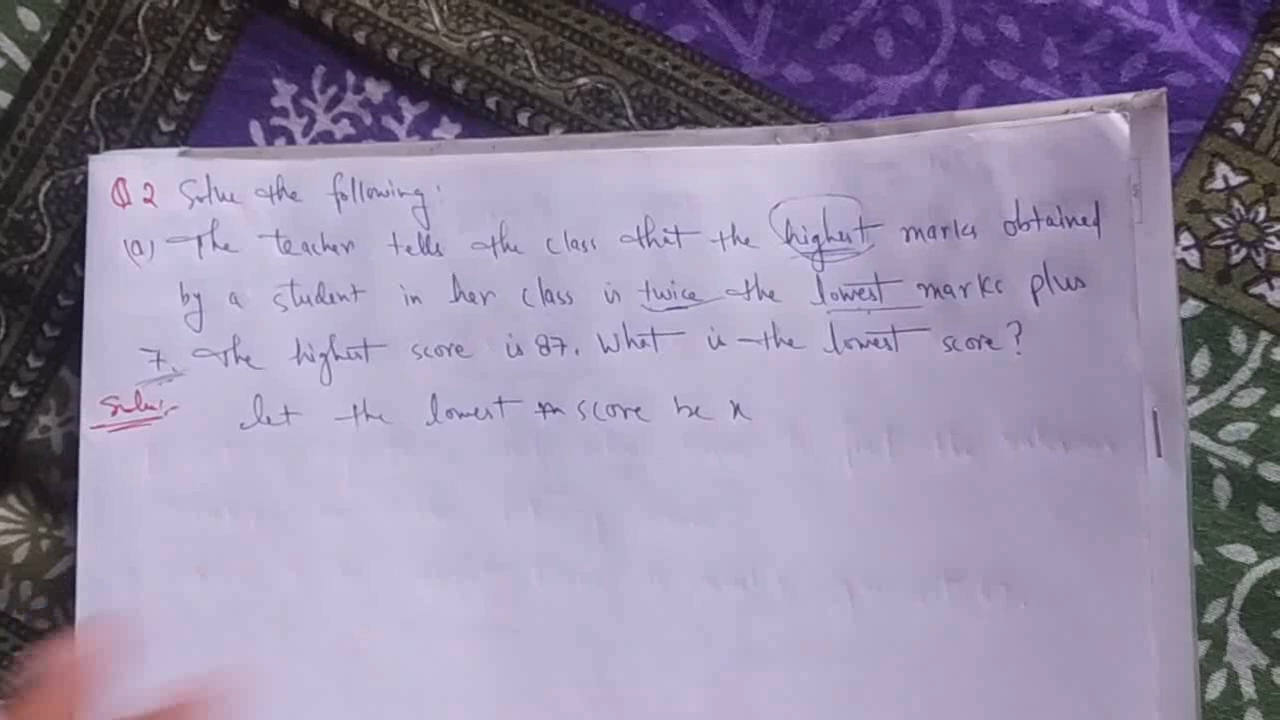 Q 2 Solve the following:
(a) The teacher tells the class that the highest marks obtained
by a student in her class is twice the lowest marks plus
7. The highest score is 87. What is the lowest score?
Soln:- let the lowest score be x